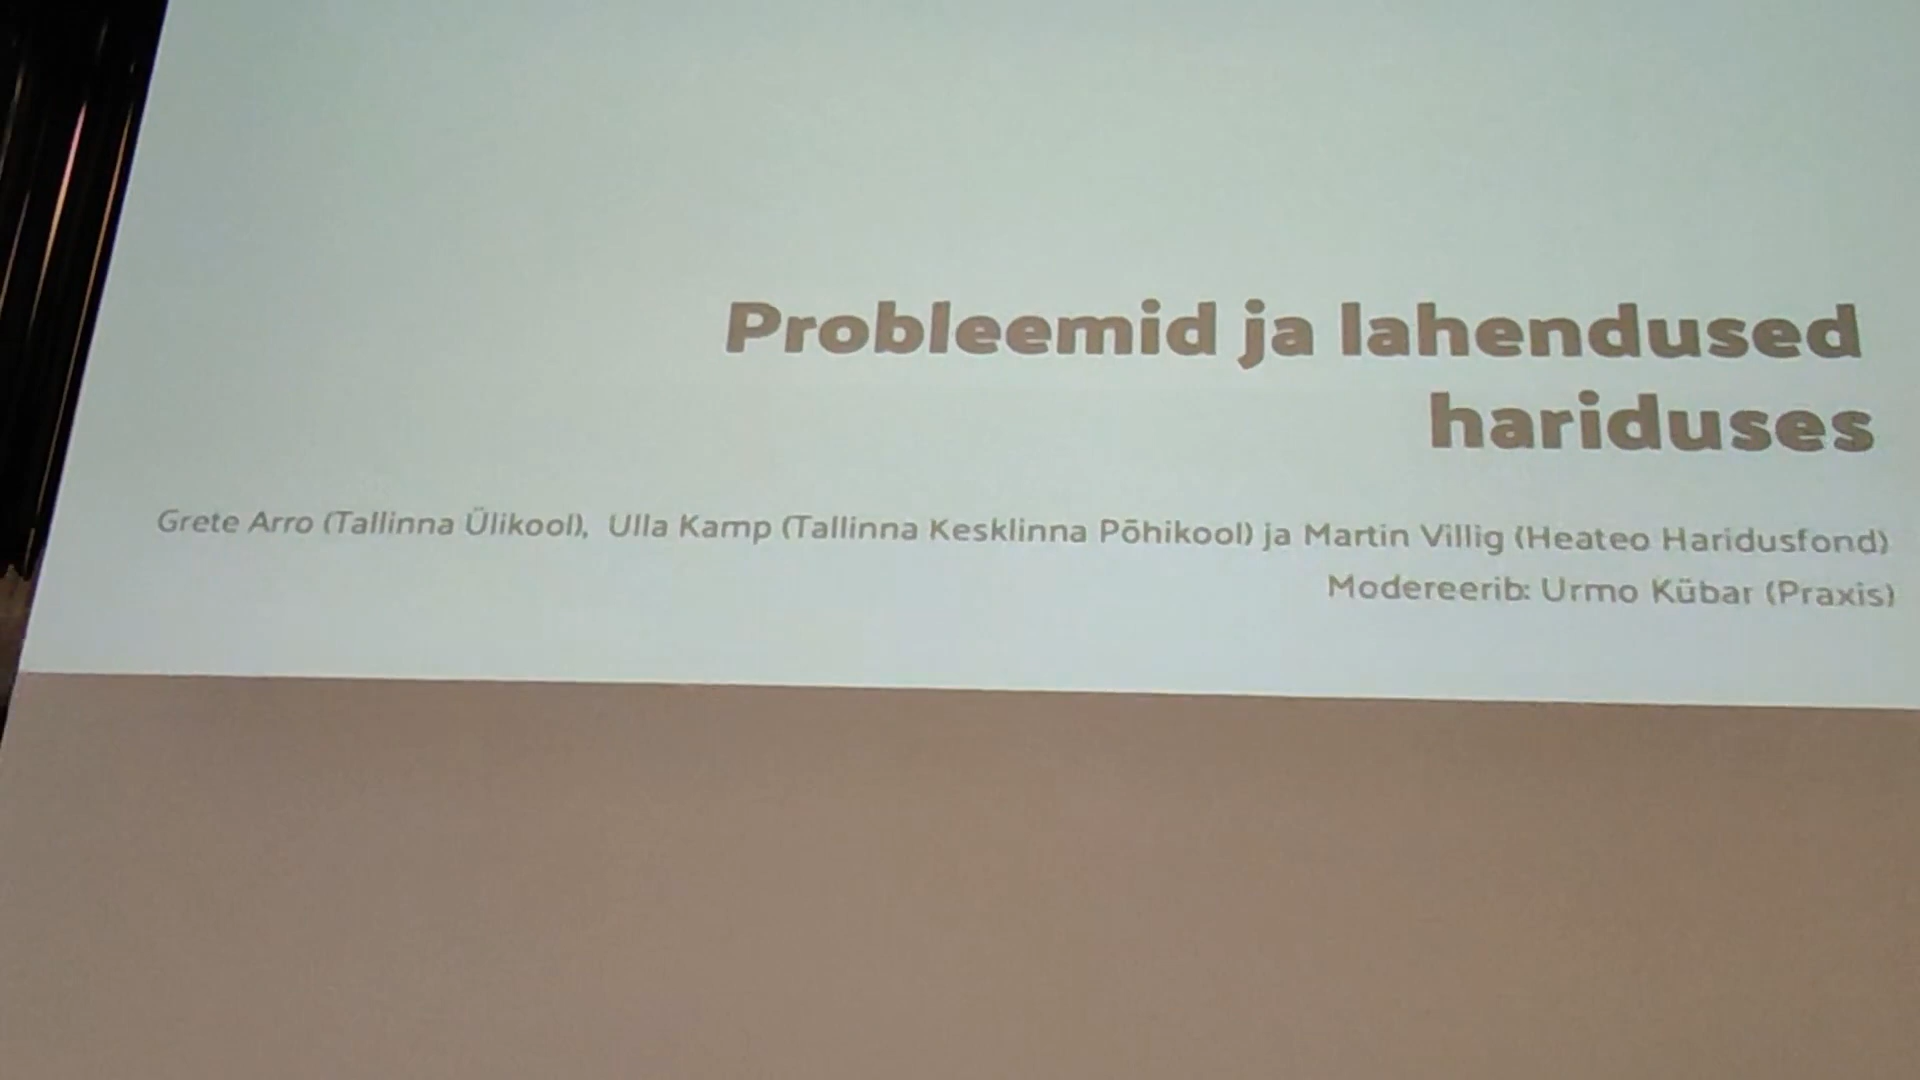 Probleemid ja lahendused
hariduses
Grete Arro (Tallinna Ülikool), Ulla Kamp (Tallinna Kesklinna Põhikool) ja Martin Villig (Heateo Haridusfond)
Modereerib: Urmo Kübar (Praxis)